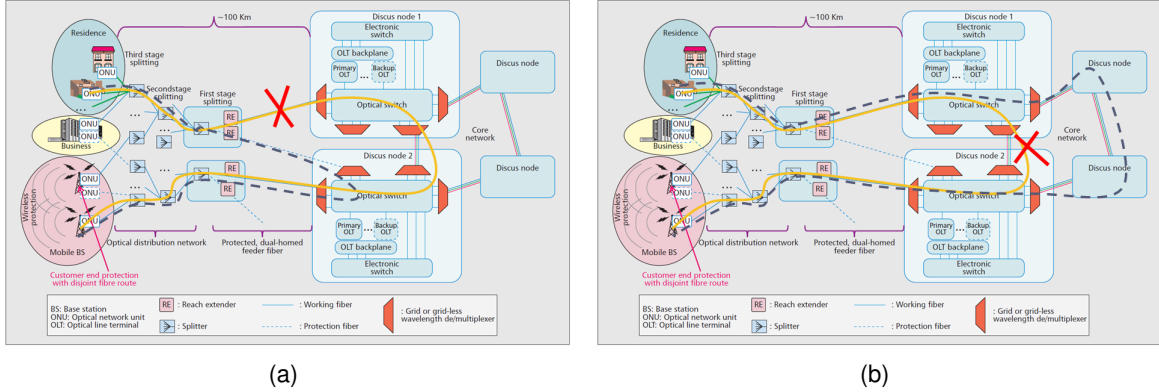 ~100 Km
Discus node 1
Electronic
switch
Residence
Third stage
splitting
ONU
OLT backplane
Primary
OLT
...
Backup.
OLT
Discus node
Secondstage
splitting
First stage
splitting
ONU
...
...
RE
Optical switch
RE
ONU
ONU
Business
...
Core
network
Discus node 2
Discus node
Wireless
protection
ONU
ONU
...
RE
RE
Optical switch
ONU
...
Primary
OLT
...
Backup.
OLT
Mobile BS
Optical distribution network
Protected, dual-homed
feeder fiber
OLT backplane
Electronic
switch
Customer end protection
with disjoint fibre route
BS: Base station
ONU: Optical network unit
OLT: Optical line terminal
RE : Reach extender
: Splitter
: Working fiber
: Protection fiber
: Grid or grid-less
wavelength de/multiplexer
(a)
~100 Km
Discus node 1
Electronic
switch
Residence
Third stage
splitting
ONU
OLT backplane
Primary
OLT
...
Backup.
OLT
Discus node
Secondstage
splitting
First stage
splitting
ONU
...
...
RE
Optical switch
RE
ONU
ONU
Business
...
Core
network
Discus node 2
Discus node
Wireless
protection
ONU
ONU
...
RE
RE
Optical switch
ONU
...
Primary
OLT
...
Backup.
OLT
Mobile BS
Optical distribution network
Protected, dual-homed
feeder fiber
OLT backplane
Electronic
switch
Customer end protection
with disjoint fibre route
BS: Base station
ONU: Optical network unit
OLT: Optical line terminal
RE : Reach extender
: Splitter
: Working fiber
: Protection fiber
: Grid or grid-less
wavelength de/multiplexer
(b)